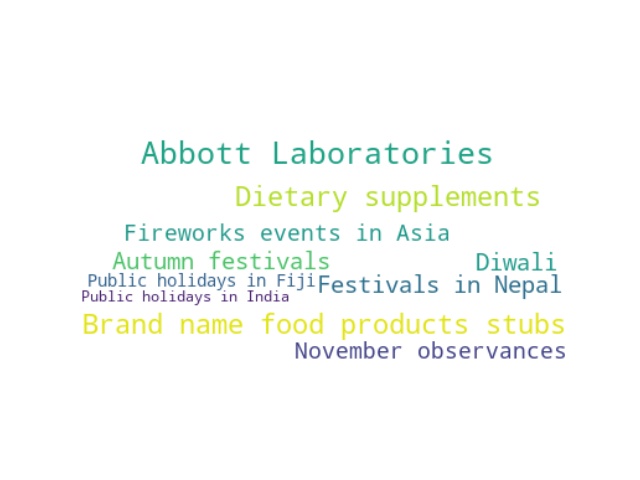 Abbott Laboratories
Dietary supplements
Fireworks events in Asia
Autumn festivals
Diwali
Public holidays in Fiji
Festivals in Nepal
Public holidays in India
Brand name food products stubs
November observances